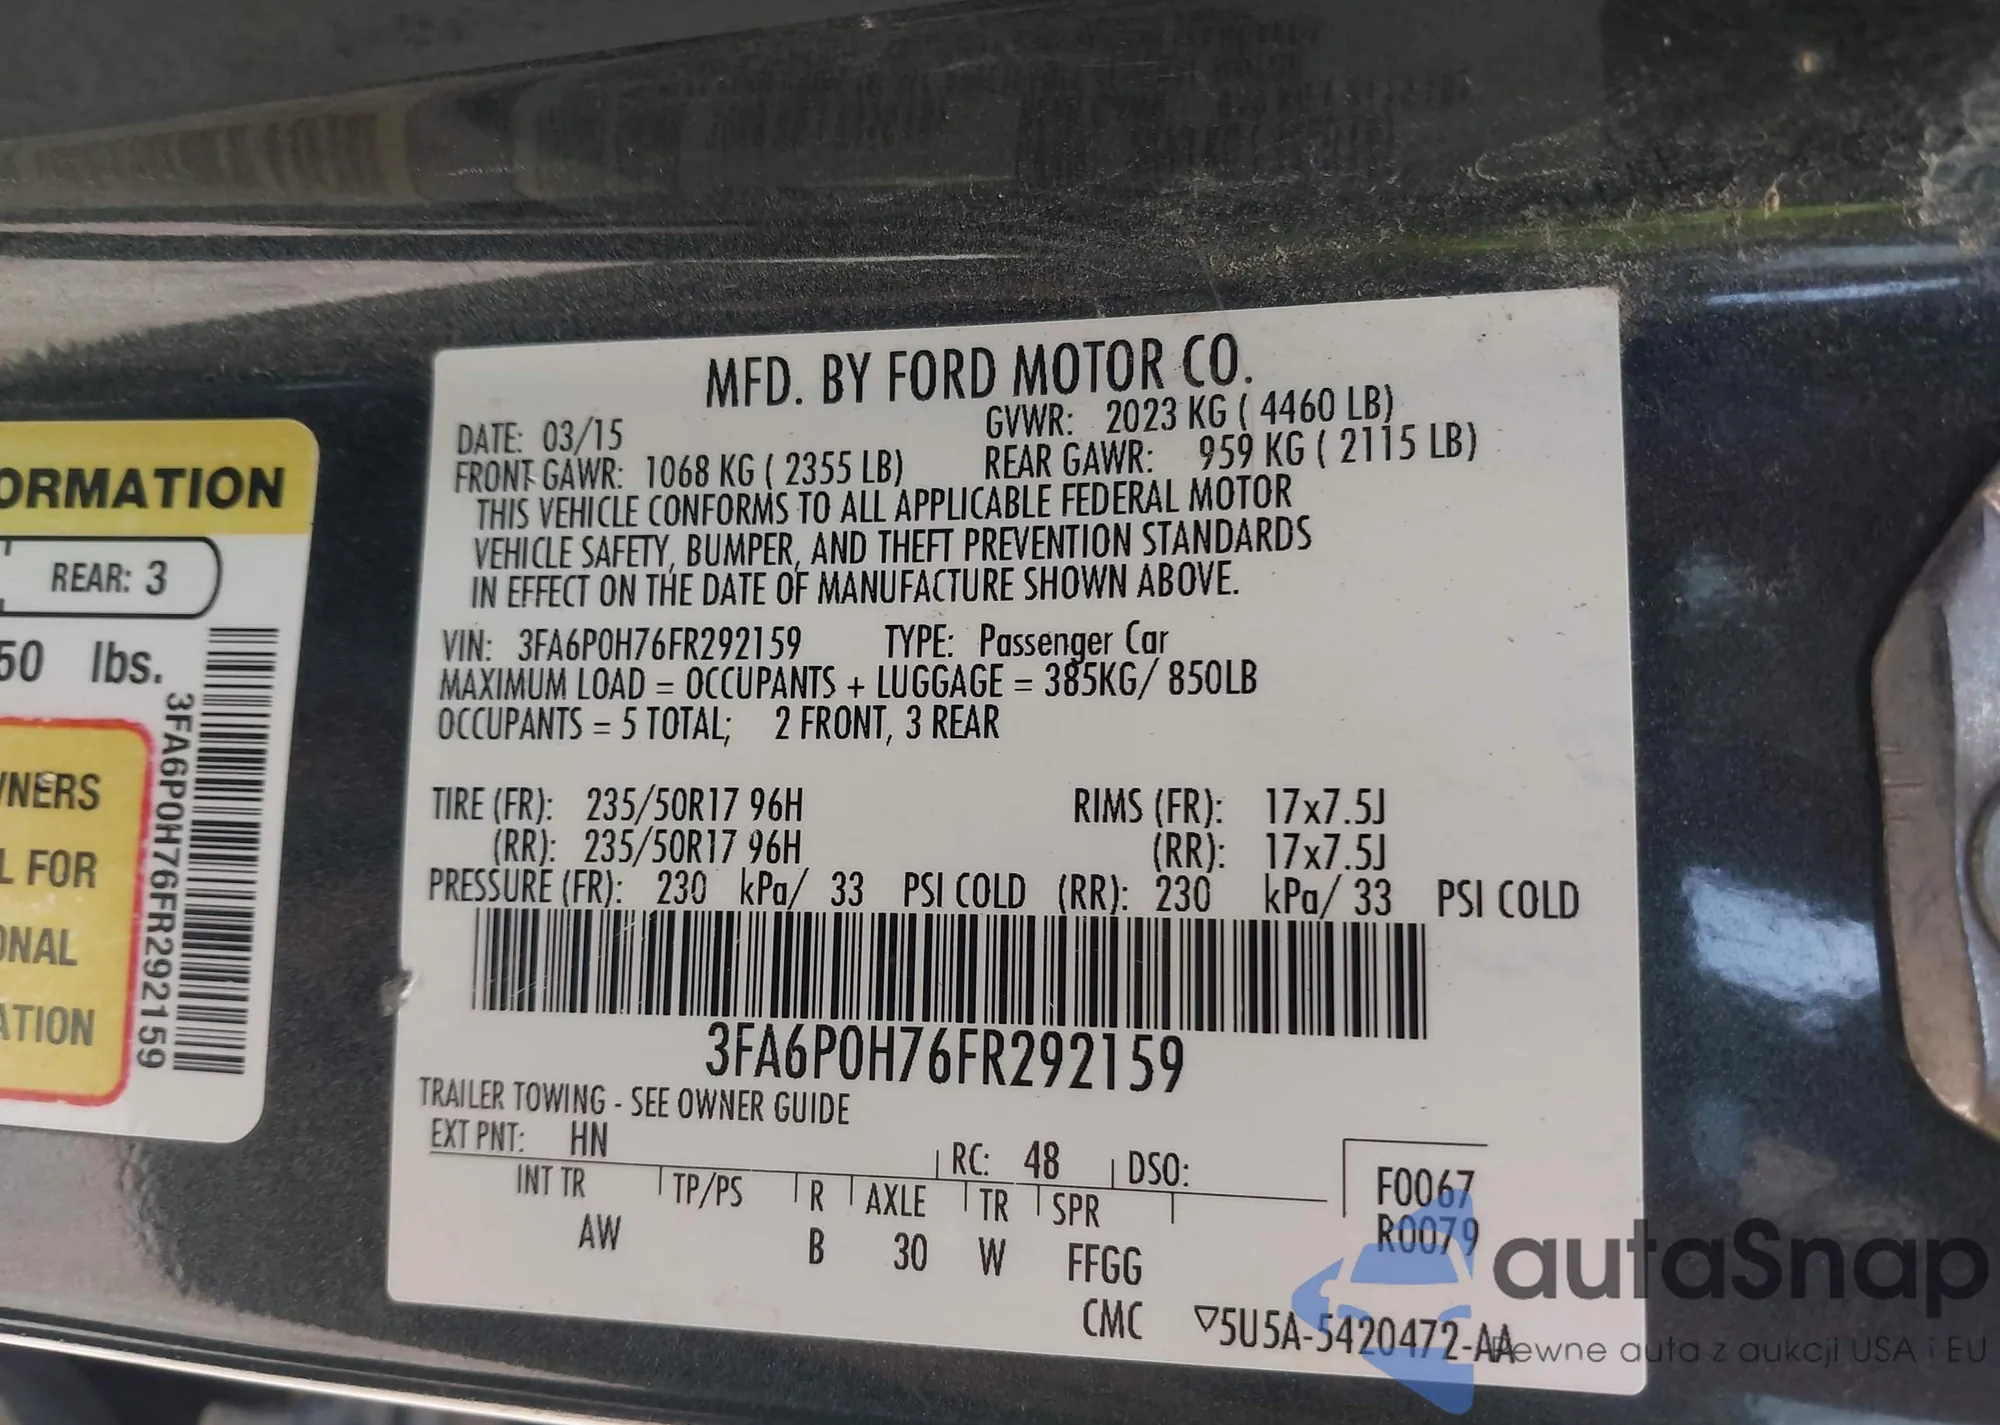 MFD. BY FORD MOTOR CO.
DATE: 03/15 GVWR: 2023 KG ( 4460 LB)
FRONT GAWR: 1068 KG ( 2355 LB) REAR GAWR: 959 KG ( 2115 LB)
THIS VEHICLE CONFORMS TO ALL APPLICABLE FEDERAL MOTOR
VEHICLE SAFETY, BUMPER, AND THEFT PREVENTION STANDARDS
IN EFFECT ON THE DATE OF MANUFACTURE SHOWN ABOVE.
VIN: 3FA6P0H76FR292159 TYPE: Passenger Car
MAXIMUM LOAD = OCCUPANTS + LUGGAGE = 385KG/ 850LB
OCCUPANTS = 5 TOTAL; 2 FRONT, 3 REAR
TIRE (FR): 235/50R17 96H RIMS (FR): 17x7.5J
(RR): 235/50R17 96H (RR): 17x7.5J
PRESSURE (FR): 230 kPa/ 33 PSI COLD (RR): 230 kPa/ 33 PSI COLD
3FA6P0H76FR292159
TRAILER TOWING - SEE OWNER GUIDE
EXT PNT: HN RC: 48 DSO:
INT TR TP/PS R AXLE TR SPR
AW B 30 W FFGG
CMC
F0067
R0079
▽5U5A-5420472-AA
ORMATION
REAR: 3
50 lbs.
3FA6P0H76FR292159
WNERS
L FOR
ONAL
ATION
autaSnap
Pewne auta z aukcji USA i EU